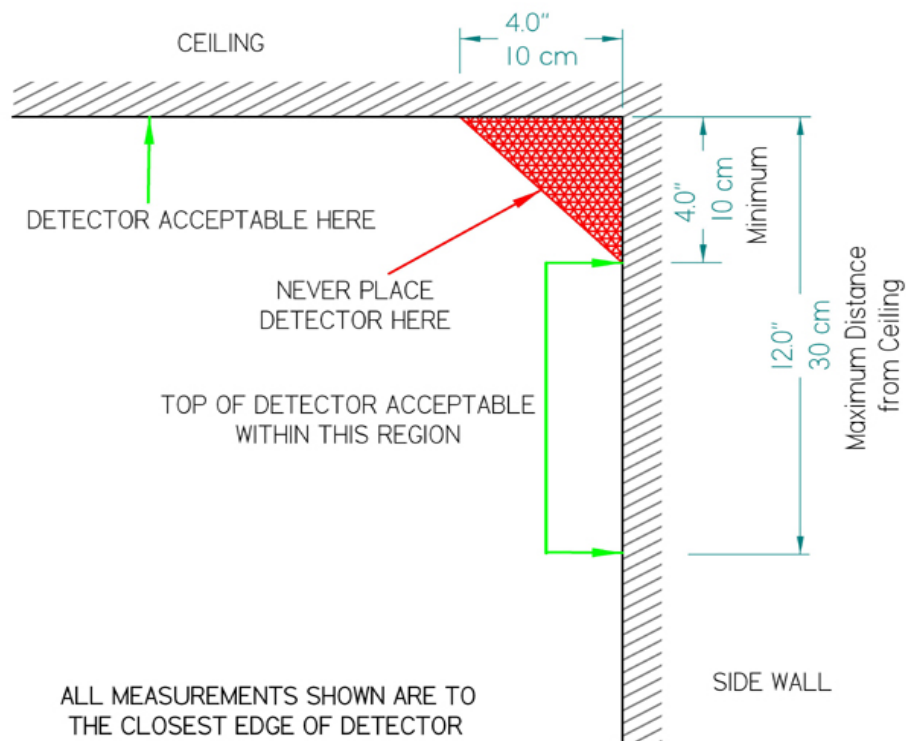 CEILING
4.0"
10 cm
DETECTOR ACCEPTABLE HERE
NEVER PLACE
DETECTOR HERE
TOP OF DETECTOR ACCEPTABLE
WITHIN THIS REGION
4.0"
10 cm
Minimum
12.0"
30 cm
Maximum Distance
from Ceiling
SIDE WALL
ALL MEASUREMENTS SHOWN ARE TO
THE CLOSEST EDGE OF DETECTOR